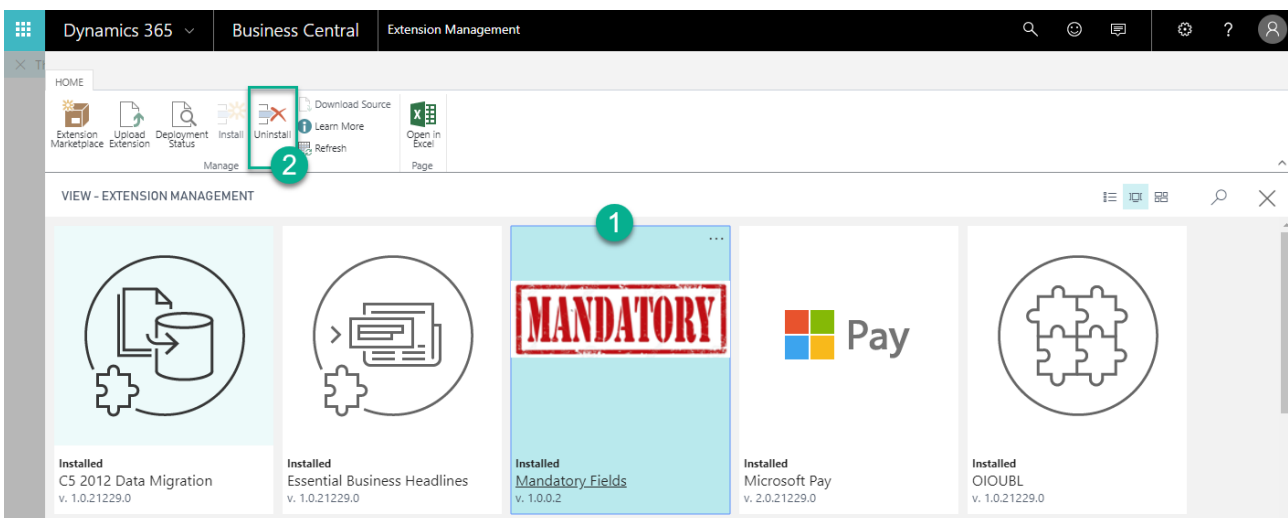 Dynamics 365
Business Central
Extension Management
HOME
Extension
Marketplace
Upload
Extension
Deployment
Status
Install
Uninstall
Download Source
Learn More
Refresh
Open in
Excel
Manage
Page
2
VIEW - EXTENSION MANAGEMENT
1
MANDATORY
Pay
Installed
C5 2012 Data Migration
v. 1.0.21229.0
Installed
Essential Business Headlines
v. 1.0.21229.0
Installed
Mandatory Fields
v. 1.0.0.2
Installed
Microsoft Pay
v. 2.0.21229.0
Installed
OIOUBL
v. 1.0.21229.0